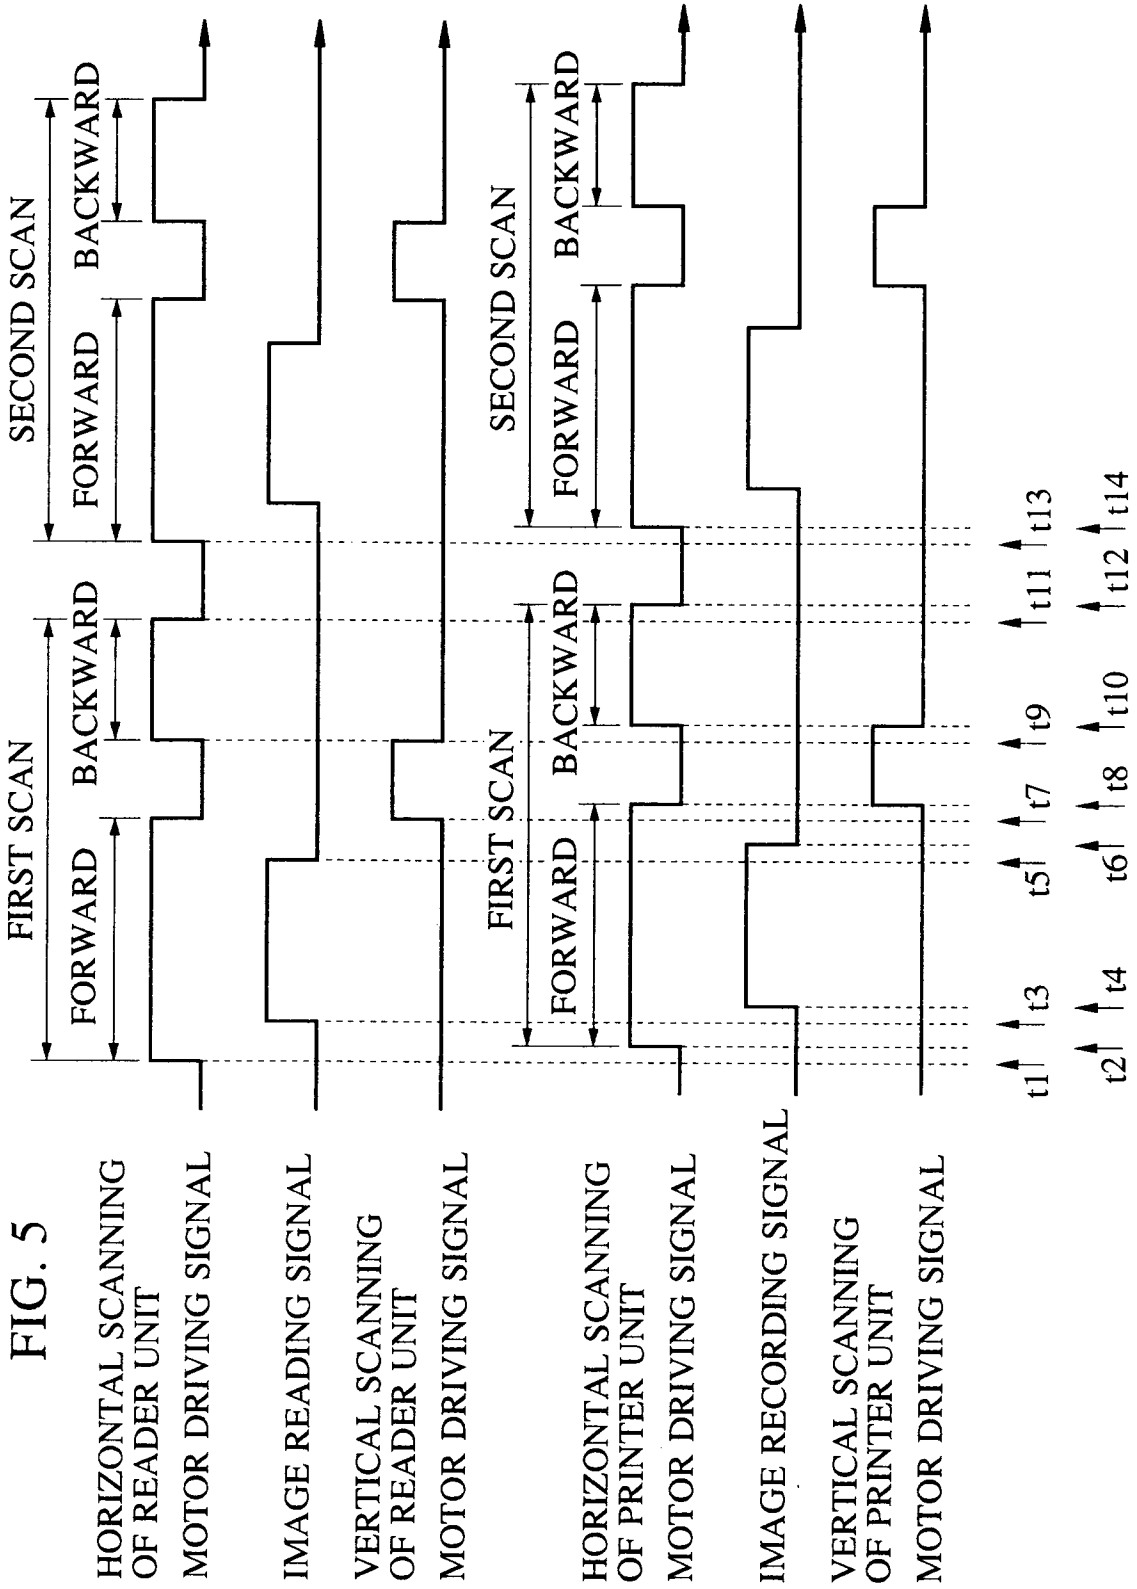 FIG. 5
FIRST SCAN
SECOND SCAN
FORWARD
BACKWARD
FORWARD
BACKWARD
HORIZONTAL SCANNING
OF READER UNIT
MOTOR DRIVING SIGNAL
IMAGE READING SIGNAL
VERTICAL SCANNING
OF READER UNIT
MOTOR DRIVING SIGNAL
FIRST SCAN
SECOND SCAN
FORWARD
BACKWARD
FORWARD
BACKWARD
HORIZONTAL SCANNING
OF PRINTER UNIT
MOTOR DRIVING SIGNAL
IMAGE RECORDING SIGNAL
VERTICAL SCANNING
OF PRINTER UNIT
MOTOR DRIVING SIGNAL
t1 t3 t5 t7 t9 t11 t13
t2 t4 t6 t8 t10 t12 t14